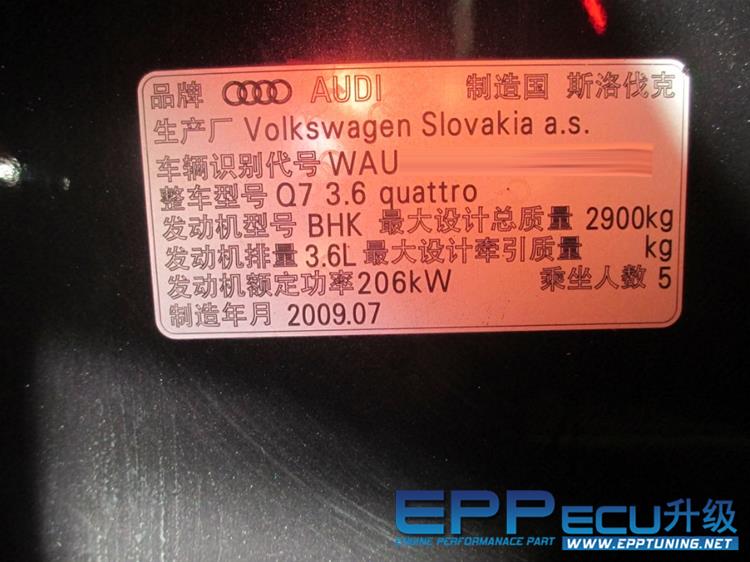 品牌 AUDI 制造国 斯洛伐克
生产厂 Volkswagen Slovakia a.s.
车辆识别代号 WAU
整车型号 Q7 3.6 quattro
发动机型号 BHK 最大设计总质量 2900kg
发动机排量 3.6L 最大设计牵引质量 kg
发动机额定功率 206kW 乘坐人数 5
制造年月 2009.07
EPP ECU升级
ENGINE PERFORMANACE PART WWW.EPPTUNING.NET